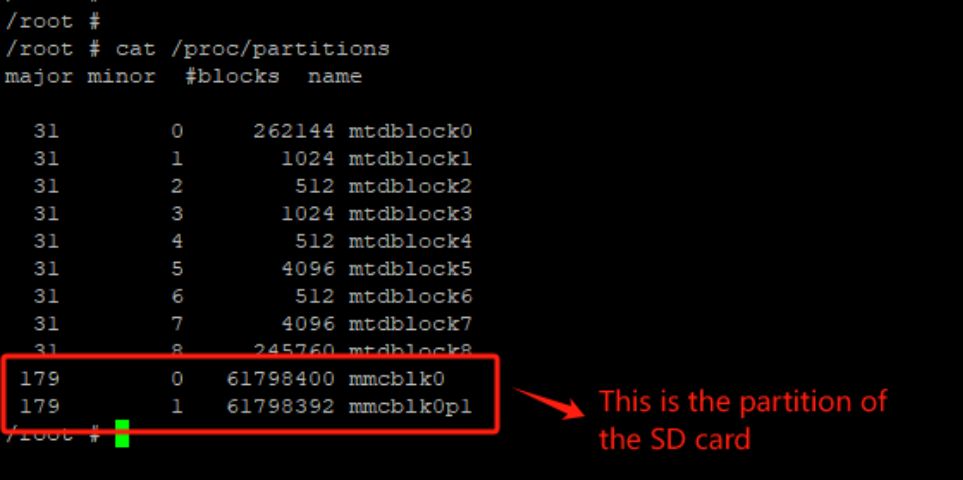 /root #
/root # cat /proc/partitions
major minor  #blocks  name
31        0     262144 mtdblock0
31        1       1024 mtdblock1
31        2        512 mtdblock2
31        3       1024 mtdblock3
31        4        512 mtdblock4
31        5       4096 mtdblock5
31        6        512 mtdblock6
31        7       4096 mtdblock7
31        8     245760 mtdblock8
179        0   61798400 mmcblk0
179        1   61798392 mmcblk0p1
/root #
This is the partition of
the SD card